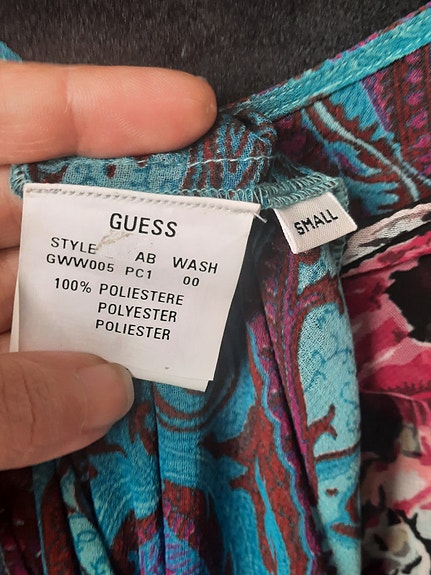 GUESS
STYLE AB WASH
GWW005 PC1 00
100% POLIESTERE
POLYESTER
POLIESTER
SMALL